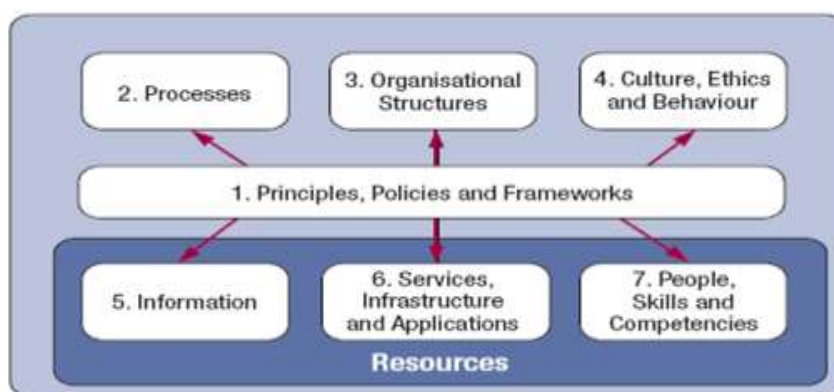 2. Processes
3. Organisational
Structures
4. Culture, Ethics
and Behaviour
1. Principles, Policies and Frameworks
5. Information
6. Services,
Infrastructure
and Applications
7. People,
Skills and
Competencies
Resources